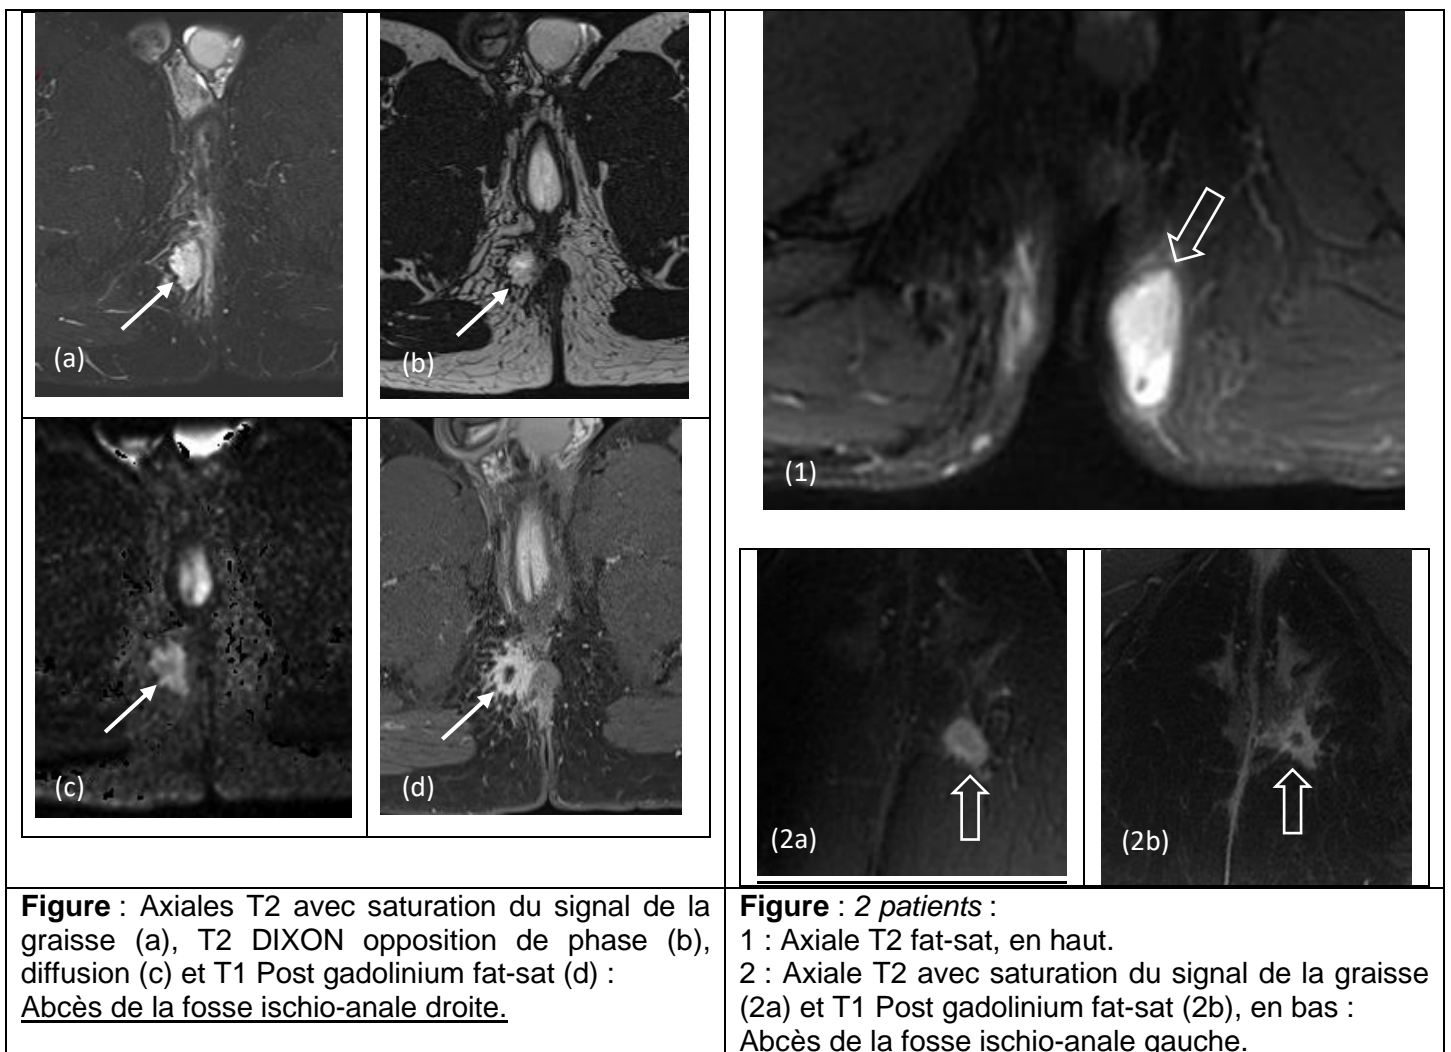 (a)
(b)
(c)
(d)
(1)
(2a)
(2b)
Figure : Axiales T2 avec saturation du signal de la
graisse (a), T2 DIXON opposition de phase (b),
diffusion (c) et T1 Post gadolinium fat-sat (d) :
Abcès de la fosse ischio-anale droite.
Figure : 2 patients :
1 : Axiale T2 fat-sat, en haut.
2 : Axiale T2 avec saturation du signal de la graisse
(2a) et T1 Post gadolinium fat-sat (2b), en bas :
Abcès de la fosse ischio-anale gauche.